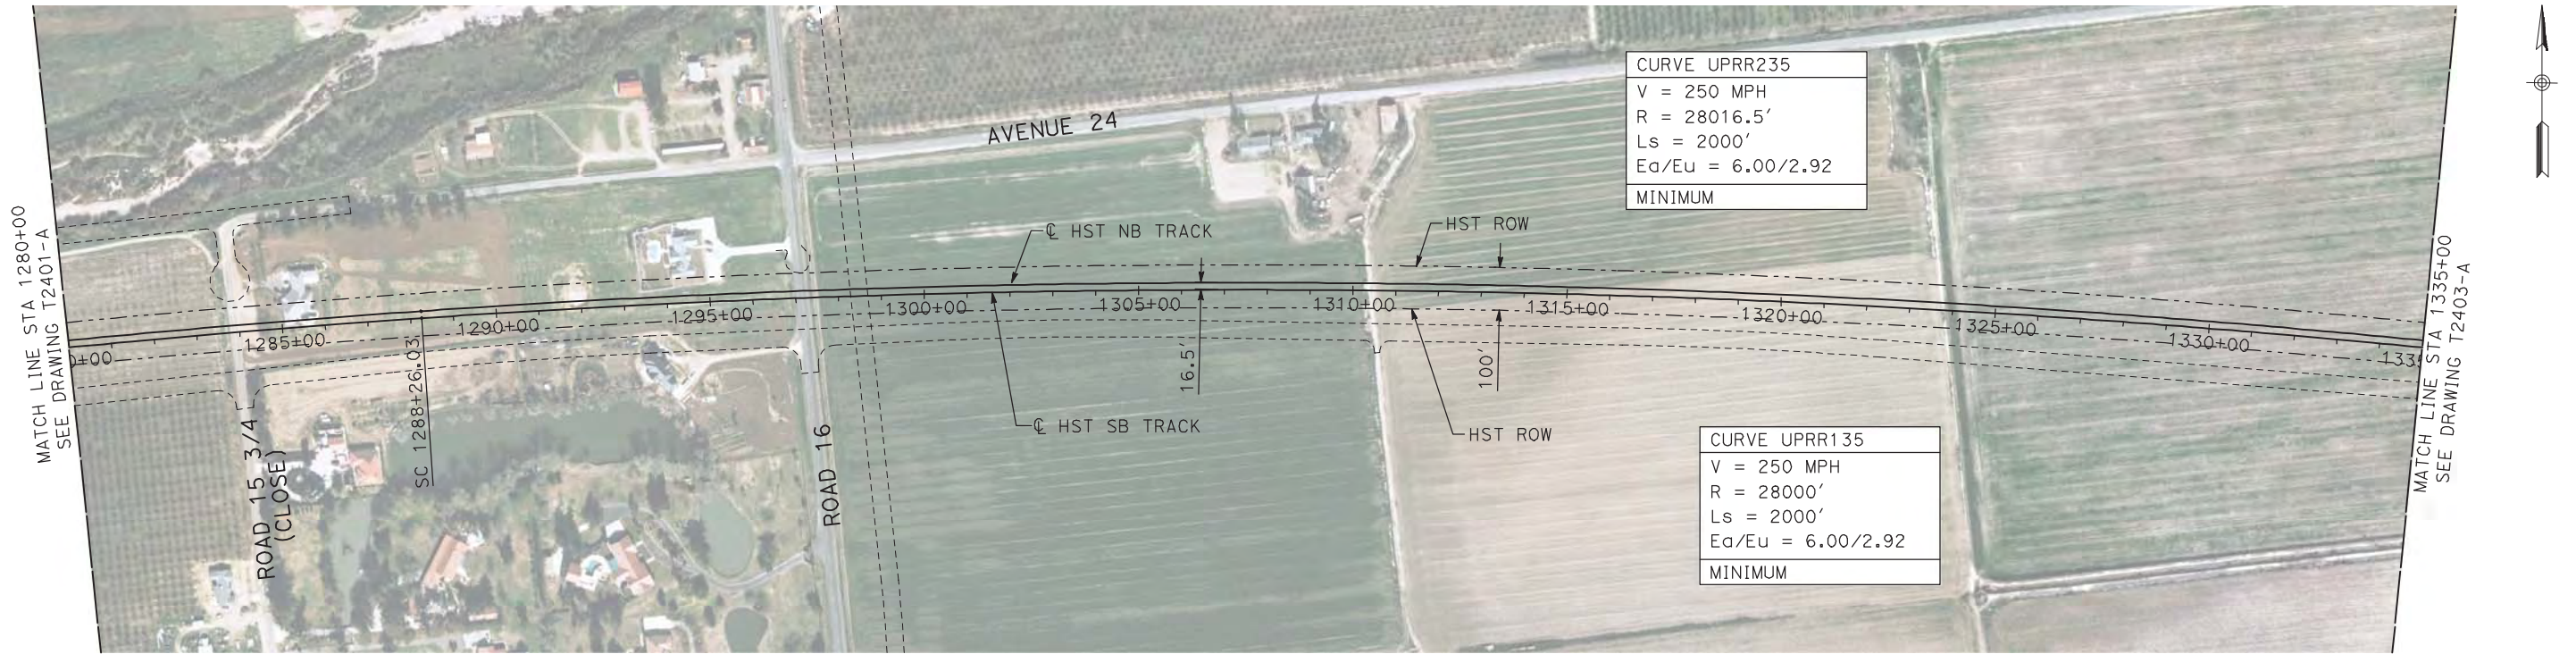 MATCH LINE STA 1280+00
SEE DRAWING T2401-A
0+00
1285+00
1290+00
1295+00
1300+00
1305+00
1310+00
1315+00
1320+00
1325+00
1330+00
1335
SC 1288+26.03
ROAD 15 3/4
(CLOSE)
ROAD 16
AVENUE 24
℄ HST NB TRACK
℄ HST SB TRACK
16.5′
HST ROW
100′
HST ROW
CURVE UPRR235
V = 250 MPH
R = 28016.5′
Ls = 2000′
Ea/Eu = 6.00/2.92
MINIMUM
CURVE UPRR135
V = 250 MPH
R = 28000′
Ls = 2000′
Ea/Eu = 6.00/2.92
MINIMUM
MATCH LINE STA 1335+00
SEE DRAWING T2403-A